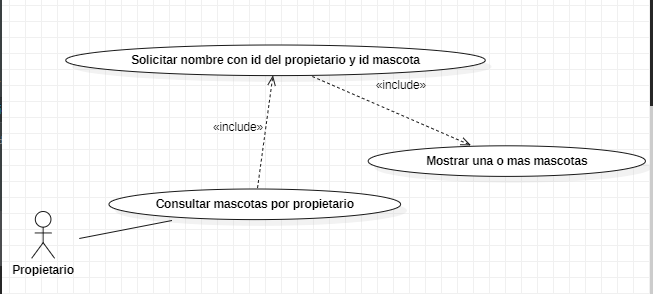 Solicitar nombre con id del propietario y id mascota
«include»
«include»
Mostrar una o mas mascotas
Consultar mascotas por propietario
Propietario